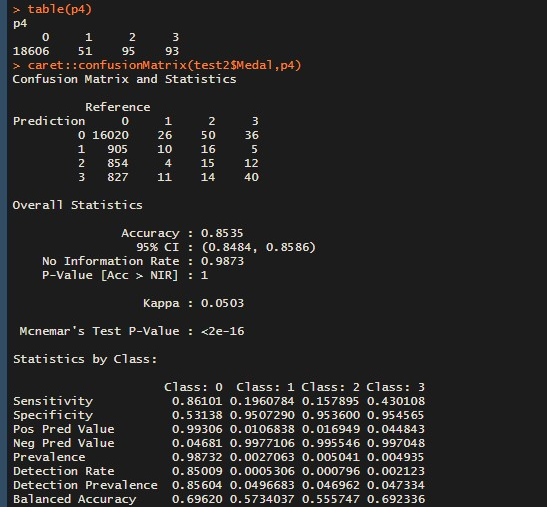 > table(p4)
p4
    0     1     2     3
18606    51    95    93
> caret::confusionMatrix(test2$Medal,p4)
Confusion Matrix and Statistics

          Reference
Prediction     0     1     2     3
         0 16020    26    50    36
         1   905    10    16     5
         2   854     4    15    12
         3   827    11    14    40

Overall Statistics

               Accuracy : 0.8535
                 95% CI : (0.8484, 0.8586)
    No Information Rate : 0.9873
    P-Value [Acc > NIR] : 1

                  Kappa : 0.0503

 Mcnemar's Test P-Value : <2e-16

Statistics by Class:

                     Class: 0  Class: 1 Class: 2 Class: 3
Sensitivity           0.86101 0.1960784 0.157895 0.430108
Specificity           0.53138 0.9507290 0.953600 0.954565
Pos Pred Value        0.99306 0.0106838 0.016949 0.044843
Neg Pred Value        0.04681 0.9977106 0.995546 0.997048
Prevalence            0.98732 0.0027063 0.005041 0.004935
Detection Rate        0.85009 0.0005306 0.000796 0.002123
Detection Prevalence  0.85604 0.0496683 0.046962 0.047334
Balanced Accuracy     0.69620 0.5734037 0.555747 0.692336